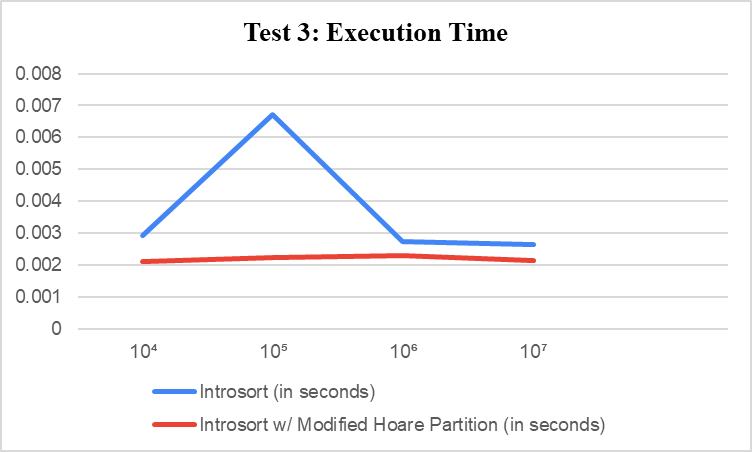 Test 3: Execution Time
0.008
0.007
0.006
0.005
0.004
0.003
0.002
0.001
0
10⁴ 10⁵ 10⁶ 10⁷
Introsort (in seconds)
Introsort w/ Modified Hoare Partition (in seconds)